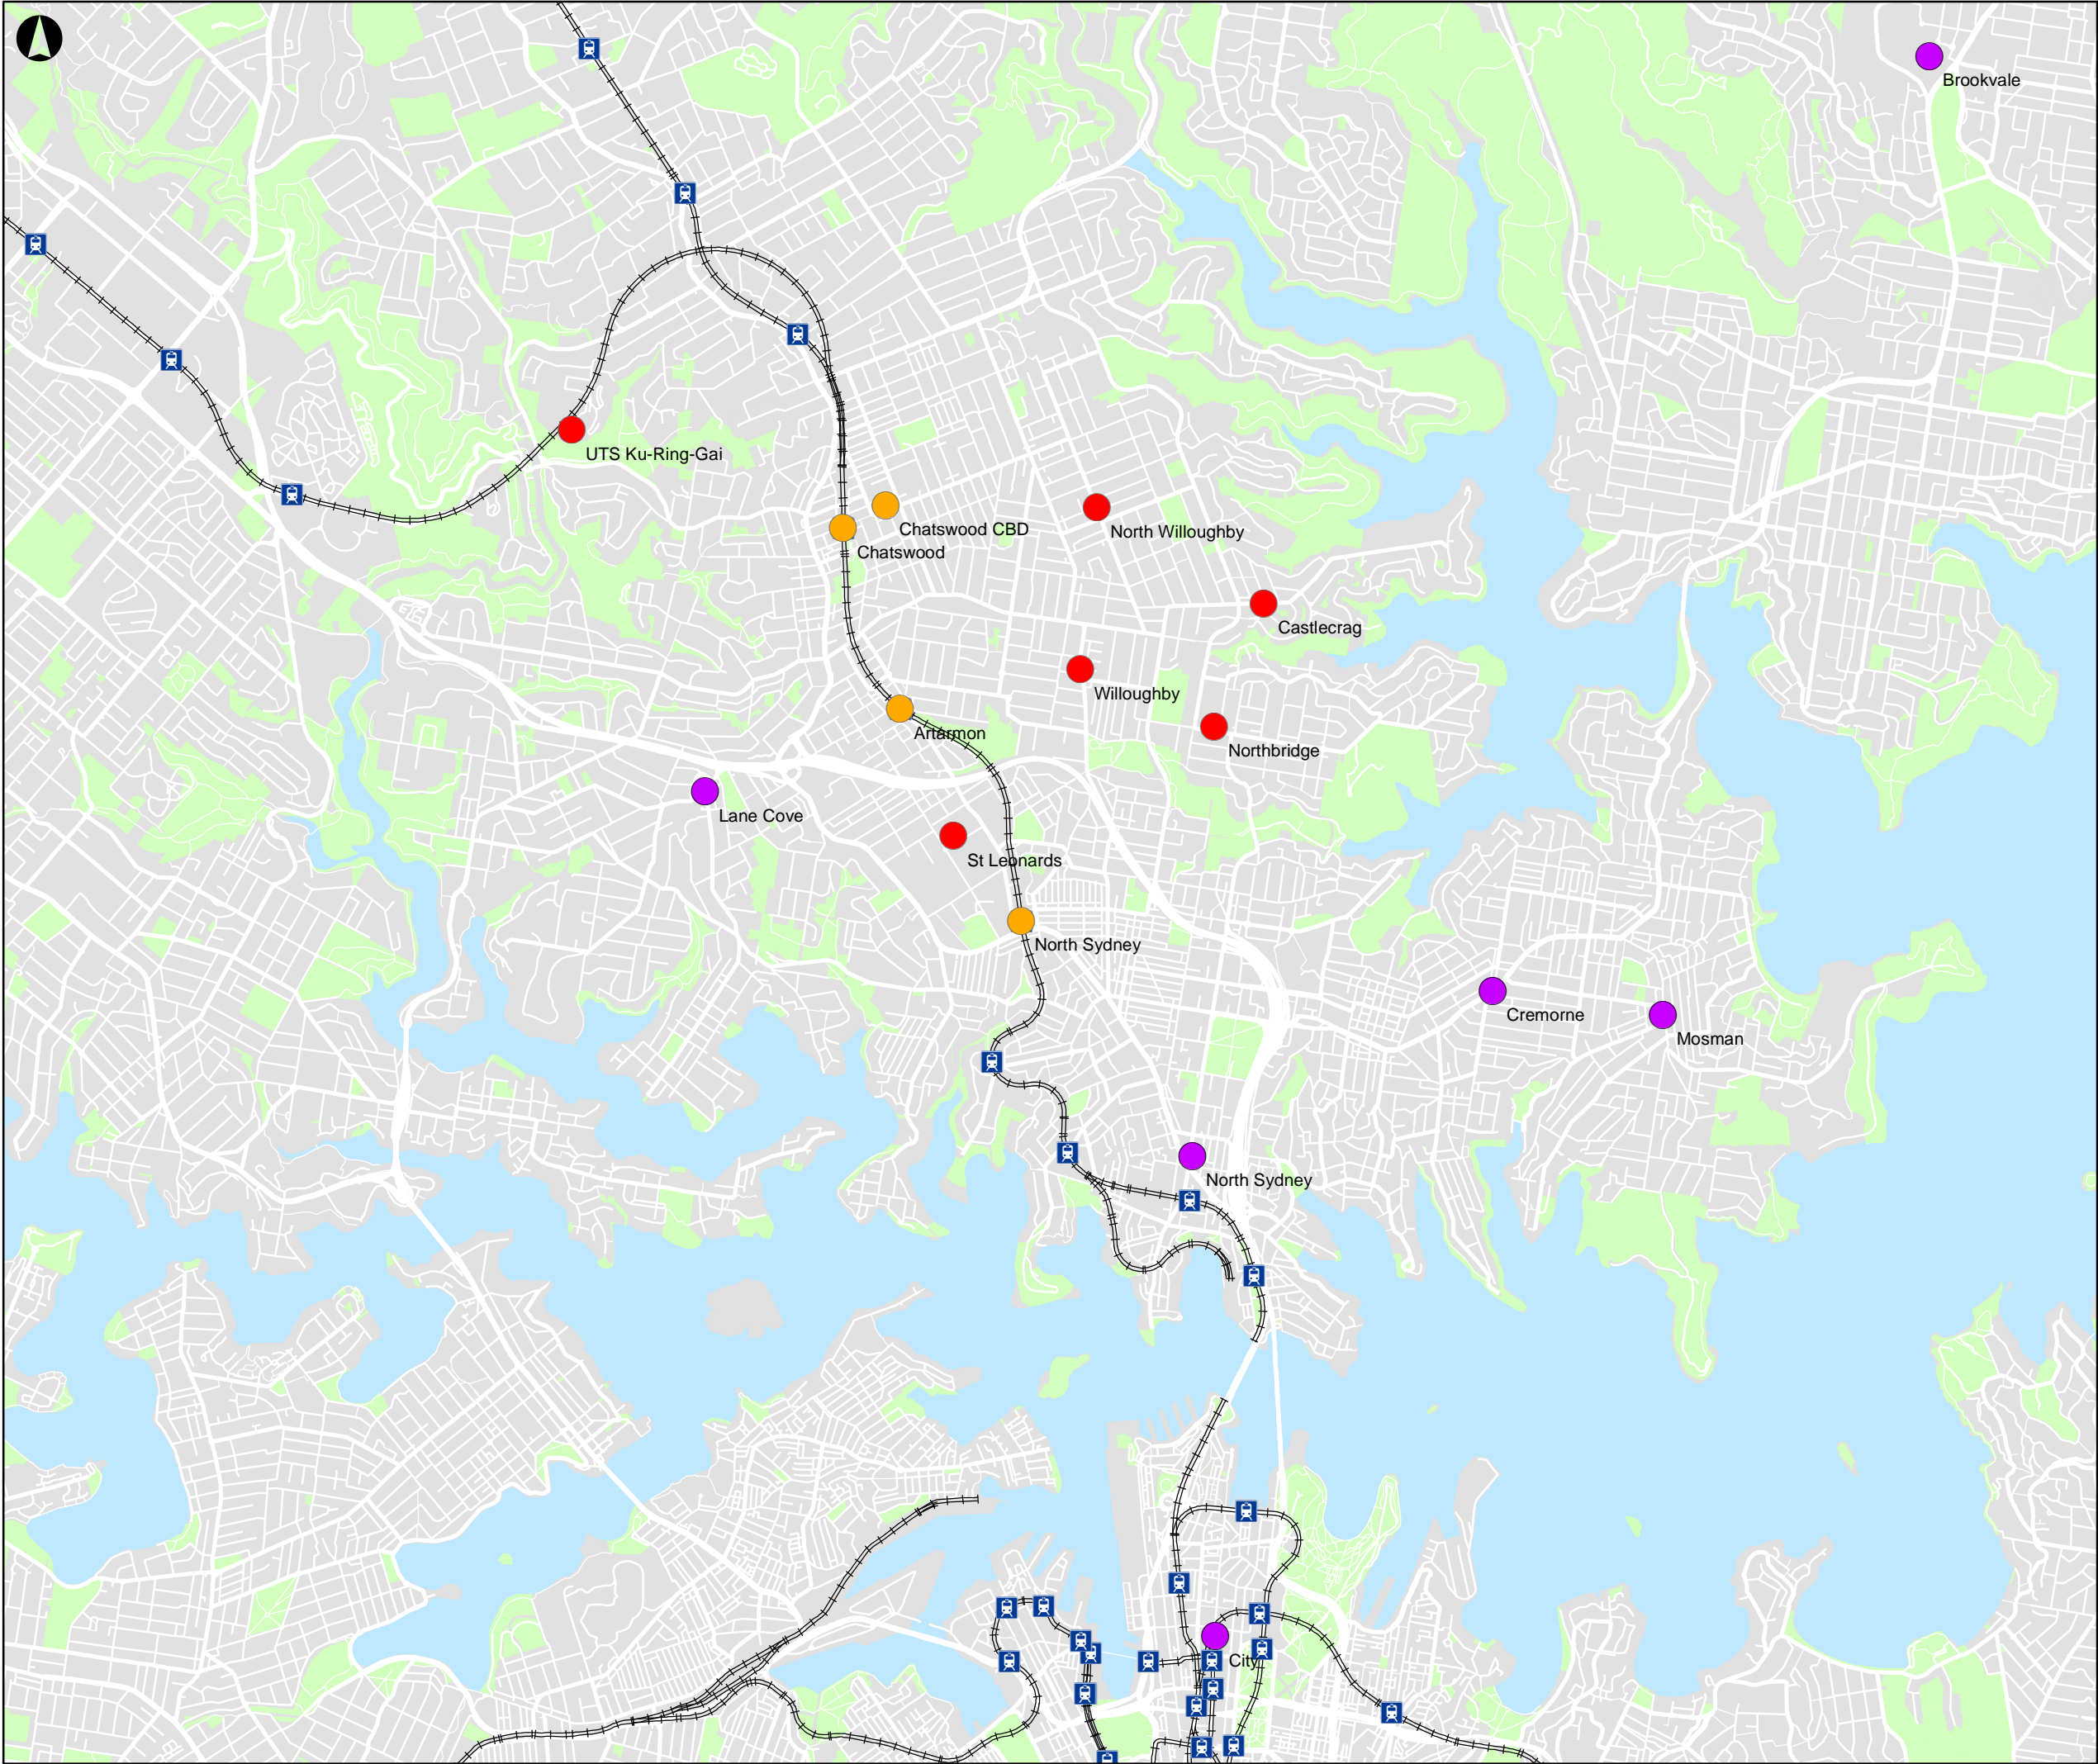 Brookvale
UTS Ku-Ring-Gai
Chatswood CBD
North Willoughby
Chatswood
Castlecrag
Willoughby
Artarmon
Northbridge
Lane Cove
St Leonards
North Sydney
Cremorne
Mosman
North Sydney
City